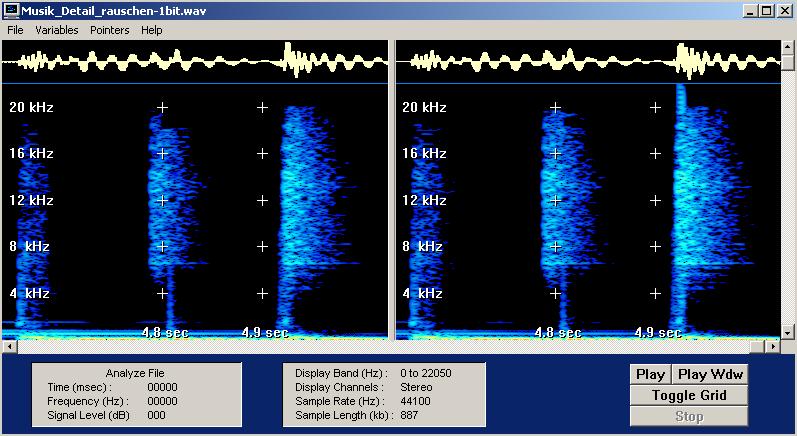 Musik_Detail_rauschen-1bit.wav
File Variables Pointers Help
20 kHz 20 kHz
16 kHz 16 kHz
12 kHz 12 kHz
8 kHz 8 kHz
4 kHz 4 kHz
4.8 sec 4.9 sec 4.8 sec 4.9 sec
Analyze File
Time (msec) : 00000
Frequency (Hz) : 00000
Signal Level (dB) 000
Display Band (Hz) : 0 to 22050
Display Channels : Stereo
Sample Rate (Hz) : 44100
Sample Length (kb) : 887
Play Play Wdw
Toggle Grid
Stop